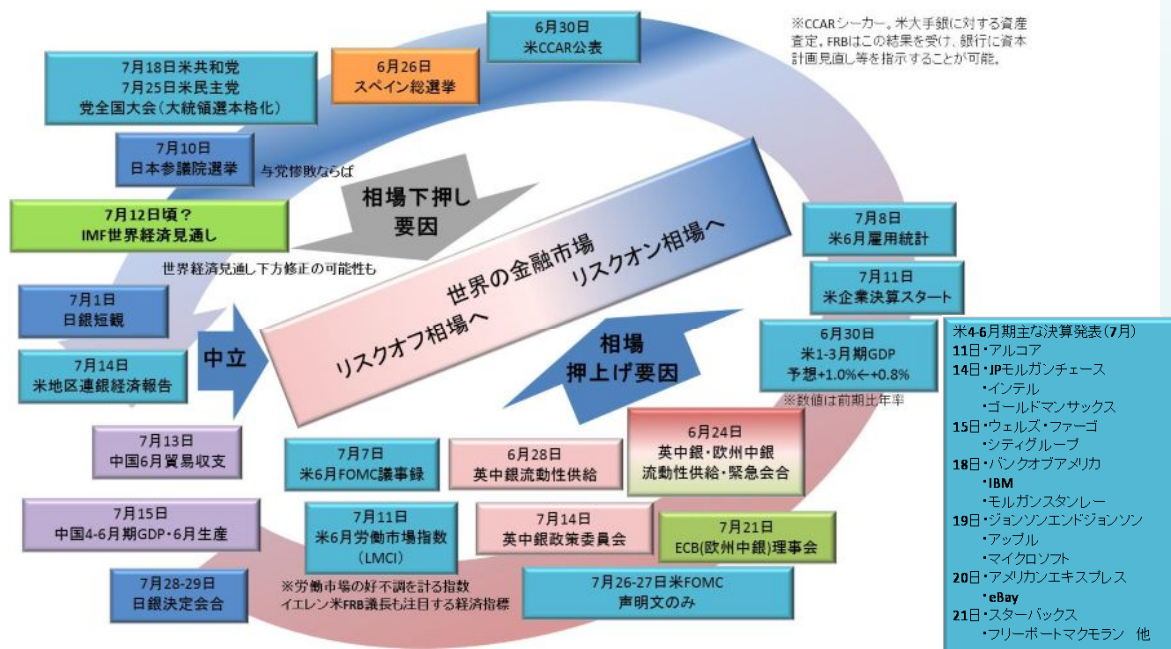 6月30日
米CCAR公表
※CCARシーカー。米大手銀に対する資産
査定。FRBはこの結果を受け、銀行に資本
計画見直し等を指示することが可能。
7月18日米共和党
7月25日米民主党
党全国大会(大統領選本格化)
6月26日
スペイン総選挙
7月10日
日本参議院選挙
与党惨敗ならば
相場下押し
要因
7月12日頃?
IMF世界経済見通し
世界経済見通し下方修正の可能性も
世界の金融市場
リスクオフ相場へ
リスクオン相場へ
7月8日
米6月雇用統計
7月11日
米企業決算スタート
7月1日
日銀短観
7月14日
米地区連銀経済報告
中立
相場
押上げ要因
6月30日
米1-3月期GDP
予想+1.0%←+0.8%
※数値は前期比年率
7月13日
中国6月貿易収支
7月7日
米6月FOMC議事録
6月28日
英中銀流動性供給
6月24日
英中銀・欧州中銀
流動性供給・緊急会合
7月15日
中国4-6月期GDP・6月生産
7月11日
米6月労働市場指数
(LMCI)
7月14日
英中銀政策委員会
7月21日
ECB(欧州中銀)理事会
7月28-29日
日銀決定会合
※労働市場の好不調を計る指数
イエレン米FRB議長も注目する経済指標
7月26-27日米FOMC
声明文のみ
米4-6月期主な決算発表(7月)
11日・アルコア
14日・JPモルガンチェース
・インテル
・ゴールドマンサックス
15日・ウェルズ・ファーゴ
・シティグループ
18日・バンクオブアメリカ
・IBM
・モルガンスタンレー
19日・ジョンソンエンドジョンソン
・アップル
・マイクロソフト
20日・アメリカンエキスプレス
・eBay
21日・スターバックス
・フリーポートマクモラン 他